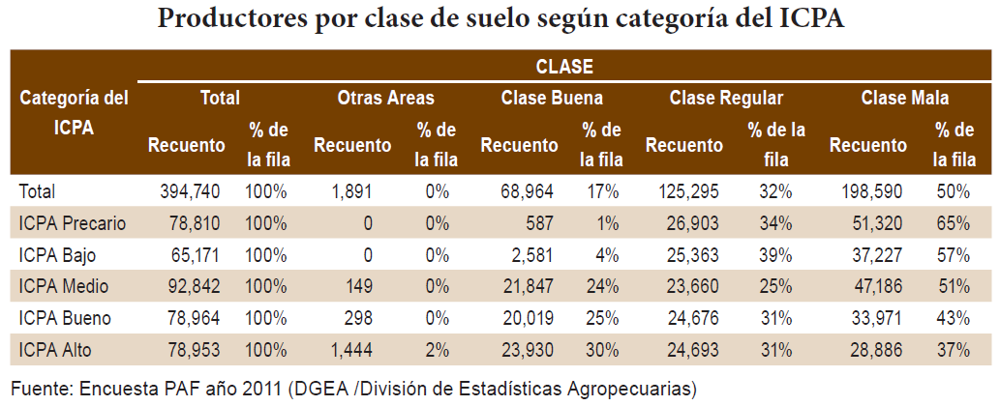 Productores por clase de suelo según categoría del ICPA
Categoría del ICPA
CLASE
Total Otras Areas Clase Buena Clase Regular Clase Mala
Recuento % de la fila Recuento % de la fila Recuento % de la fila Recuento % de la fila Recuento % de la fila
Total 394,740 100% 1,891 0% 68,964 17% 125,295 32% 198,590 50%
ICPA Precario 78,810 100% 0 0% 587 1% 26,903 34% 51,320 65%
ICPA Bajo 65,171 100% 0 0% 2,581 4% 25,363 39% 37,227 57%
ICPA Medio 92,842 100% 149 0% 21,847 24% 23,660 25% 47,186 51%
ICPA Bueno 78,964 100% 298 0% 20,019 25% 24,676 31% 33,971 43%
ICPA Alto 78,953 100% 1,444 2% 23,930 30% 24,693 31% 28,886 37%
Fuente: Encuesta PAF año 2011 (DGEA /División de Estadísticas Agropecuarias)